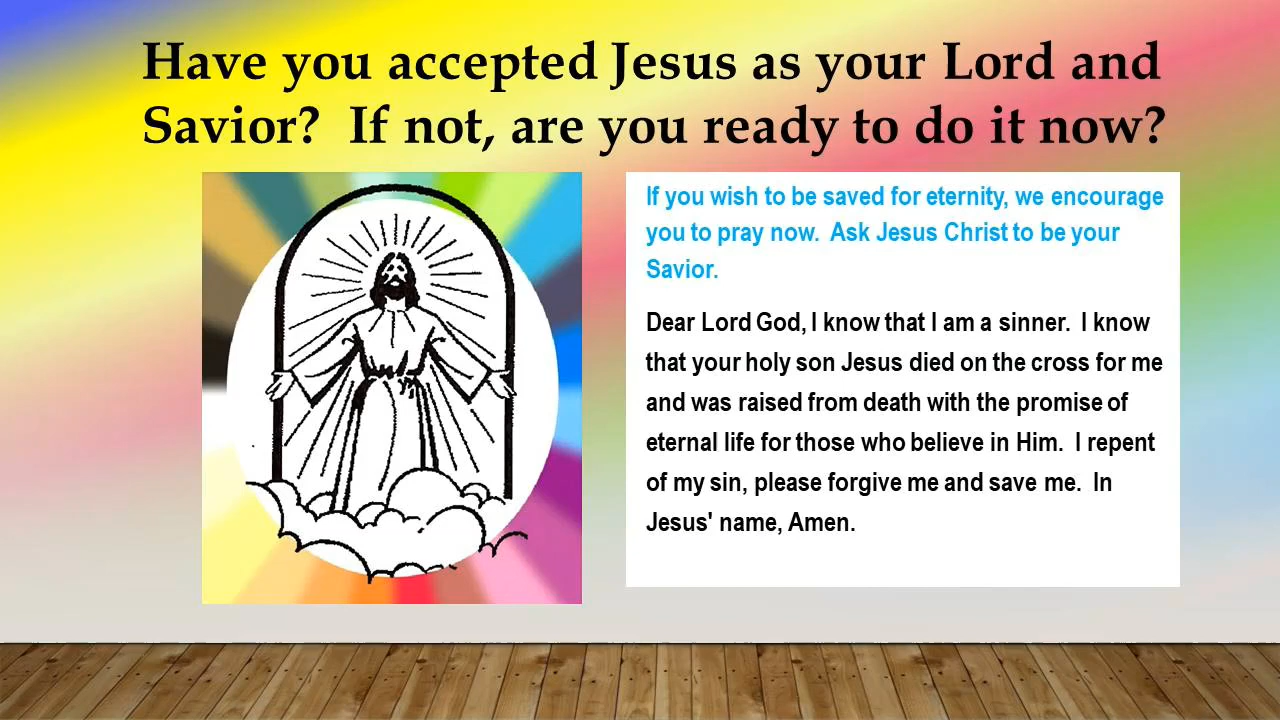 Have you accepted Jesus as your Lord and
Savior?  If not, are you ready to do it now?
If you wish to be saved for eternity, we encourage
you to pray now.  Ask Jesus Christ to be your
Savior.
Dear Lord God, I know that I am a sinner.  I know
that your holy son Jesus died on the cross for me
and was raised from death with the promise of
eternal life for those who believe in Him.  I repent
of my sin, please forgive me and save me.  In
Jesus' name, Amen.